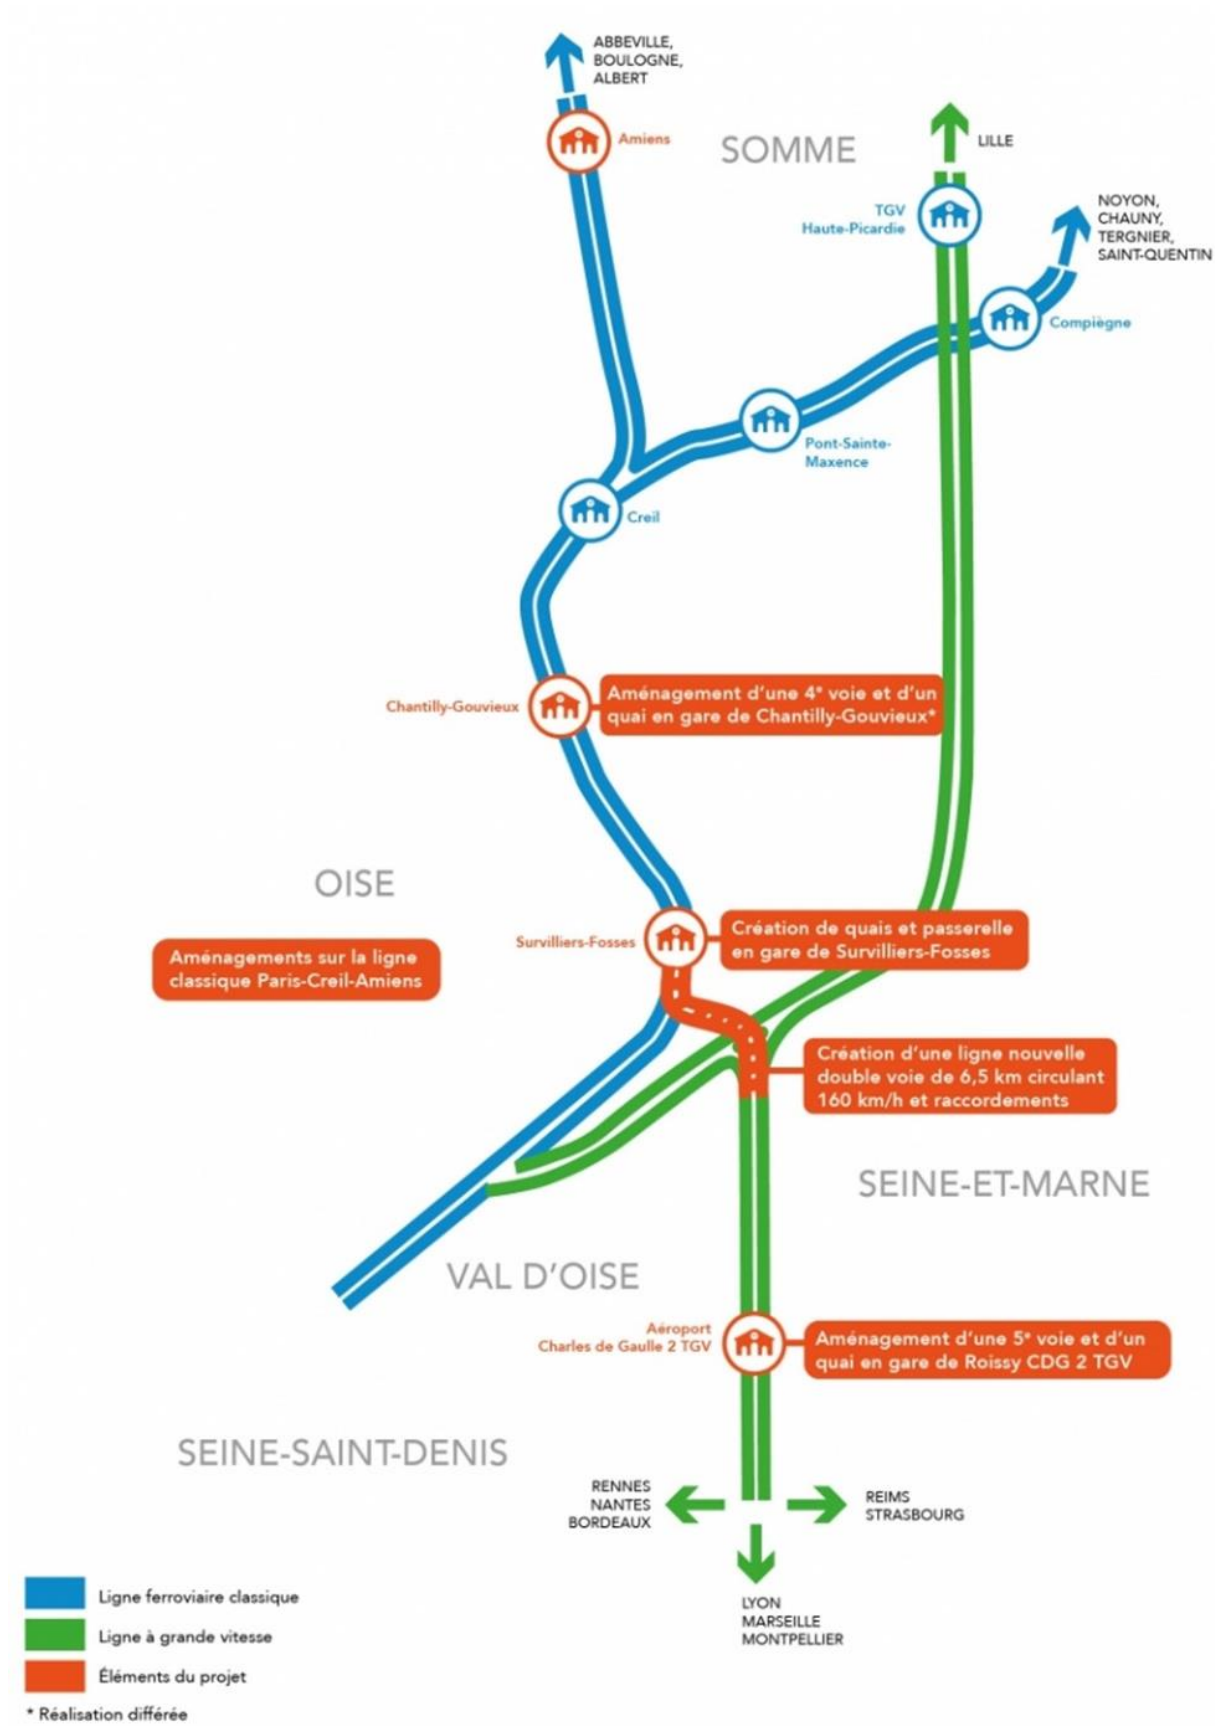 ABBEVILLE,
BOULOGNE,
ALBERT
Amiens
SOMME
LILLE
TGV
Haute-Picardie
NOYON,
CHAUNY,
TERGNIER,
SAINT-QUENTIN
Compiègne
Pont-Sainte-
Maxence
Creil
Chantilly-Gouvieux
Aménagement d'une 4e voie et d'un
quai en gare de Chantilly-Gouvieux*
OISE
Aménagements sur la ligne
classique Paris-Creil-Amiens
Survilliers-Fosses
Création de quais et passerelle
en gare de Survilliers-Fosses
Création d'une ligne nouvelle
double voie de 6,5 km circulant
160 km/h et raccordements
SEINE-ET-MARNE
VAL D'OISE
Aéroport
Charles de Gaulle 2 TGV
Aménagement d'une 5e voie et d'un
quai en gare de Roissy CDG 2 TGV
SEINE-SAINT-DENIS
RENNES
NANTES
BORDEAUX
REIMS
STRASBOURG
LYON
MARSEILLE
MONTPELLIER
Ligne ferroviaire classique
Ligne à grande vitesse
Éléments du projet
* Réalisation différée